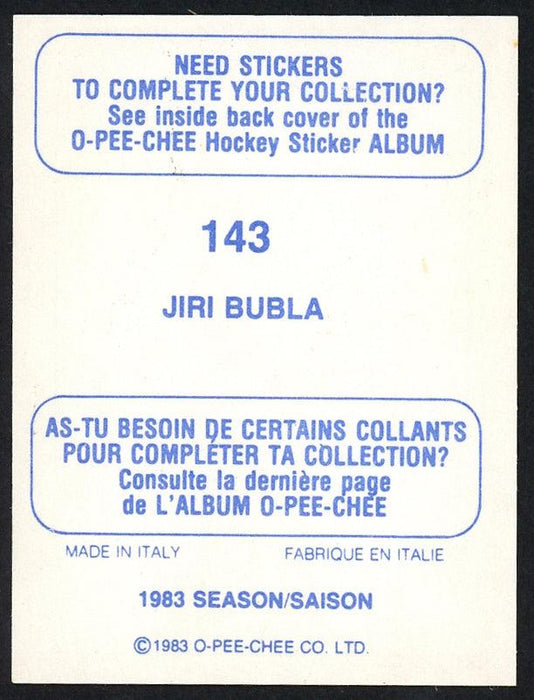 NEED STICKERS
TO COMPLETE YOUR COLLECTION?
See inside back cover of the
O-PEE-CHEE Hockey Sticker ALBUM
143
JIRI BUBLA
AS-TU BESOIN DE CERTAINS COLLANTS
POUR COMPLÉTER TA COLLECTION?
Consulte la dernière page
de L'ALBUM O-PEE-CHEE
MADE IN ITALY FABRIQUE EN ITALIE
1983 SEASON/SAISON
©1983 O-PEE-CHEE CO. LTD.